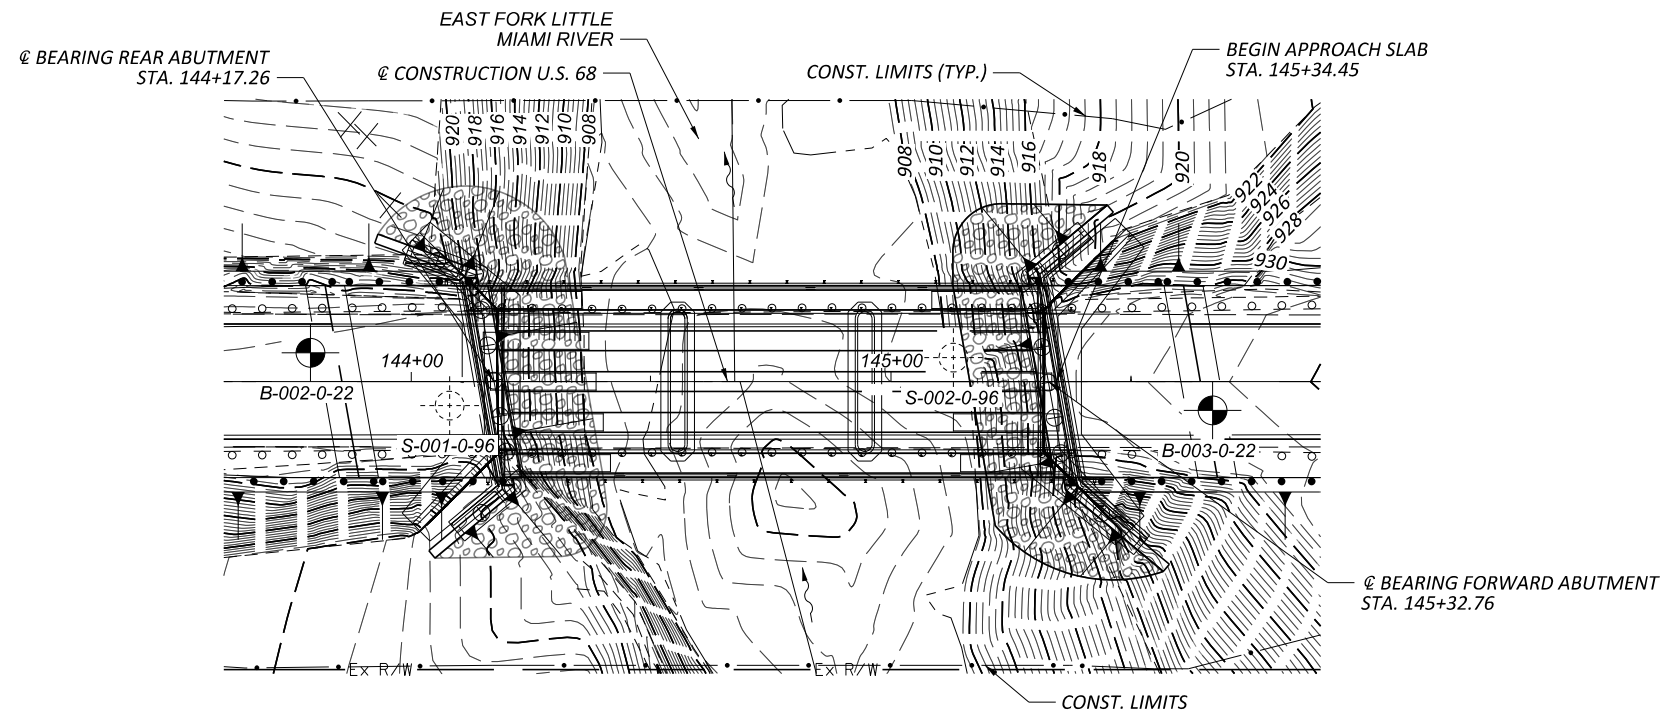 EAST FORK LITTLE
MIAMI RIVER
℄ BEARING REAR ABUTMENT
STA. 144+17.26
℄ CONSTRUCTION U.S. 68
CONST. LIMITS (TYP.)
BEGIN APPROACH SLAB
STA. 145+34.45
920
918
916
914
912
910
908
908
910
912
914
916
918
920
922
924
926
928
930
144+00
145+00
B-002-0-22
S-002-0-96
S-001-0-96
B-003-0-22
℄ BEARING FORWARD ABUTMENT
STA. 145+32.76
Ex R/W
Ex R/W
CONST. LIMITS